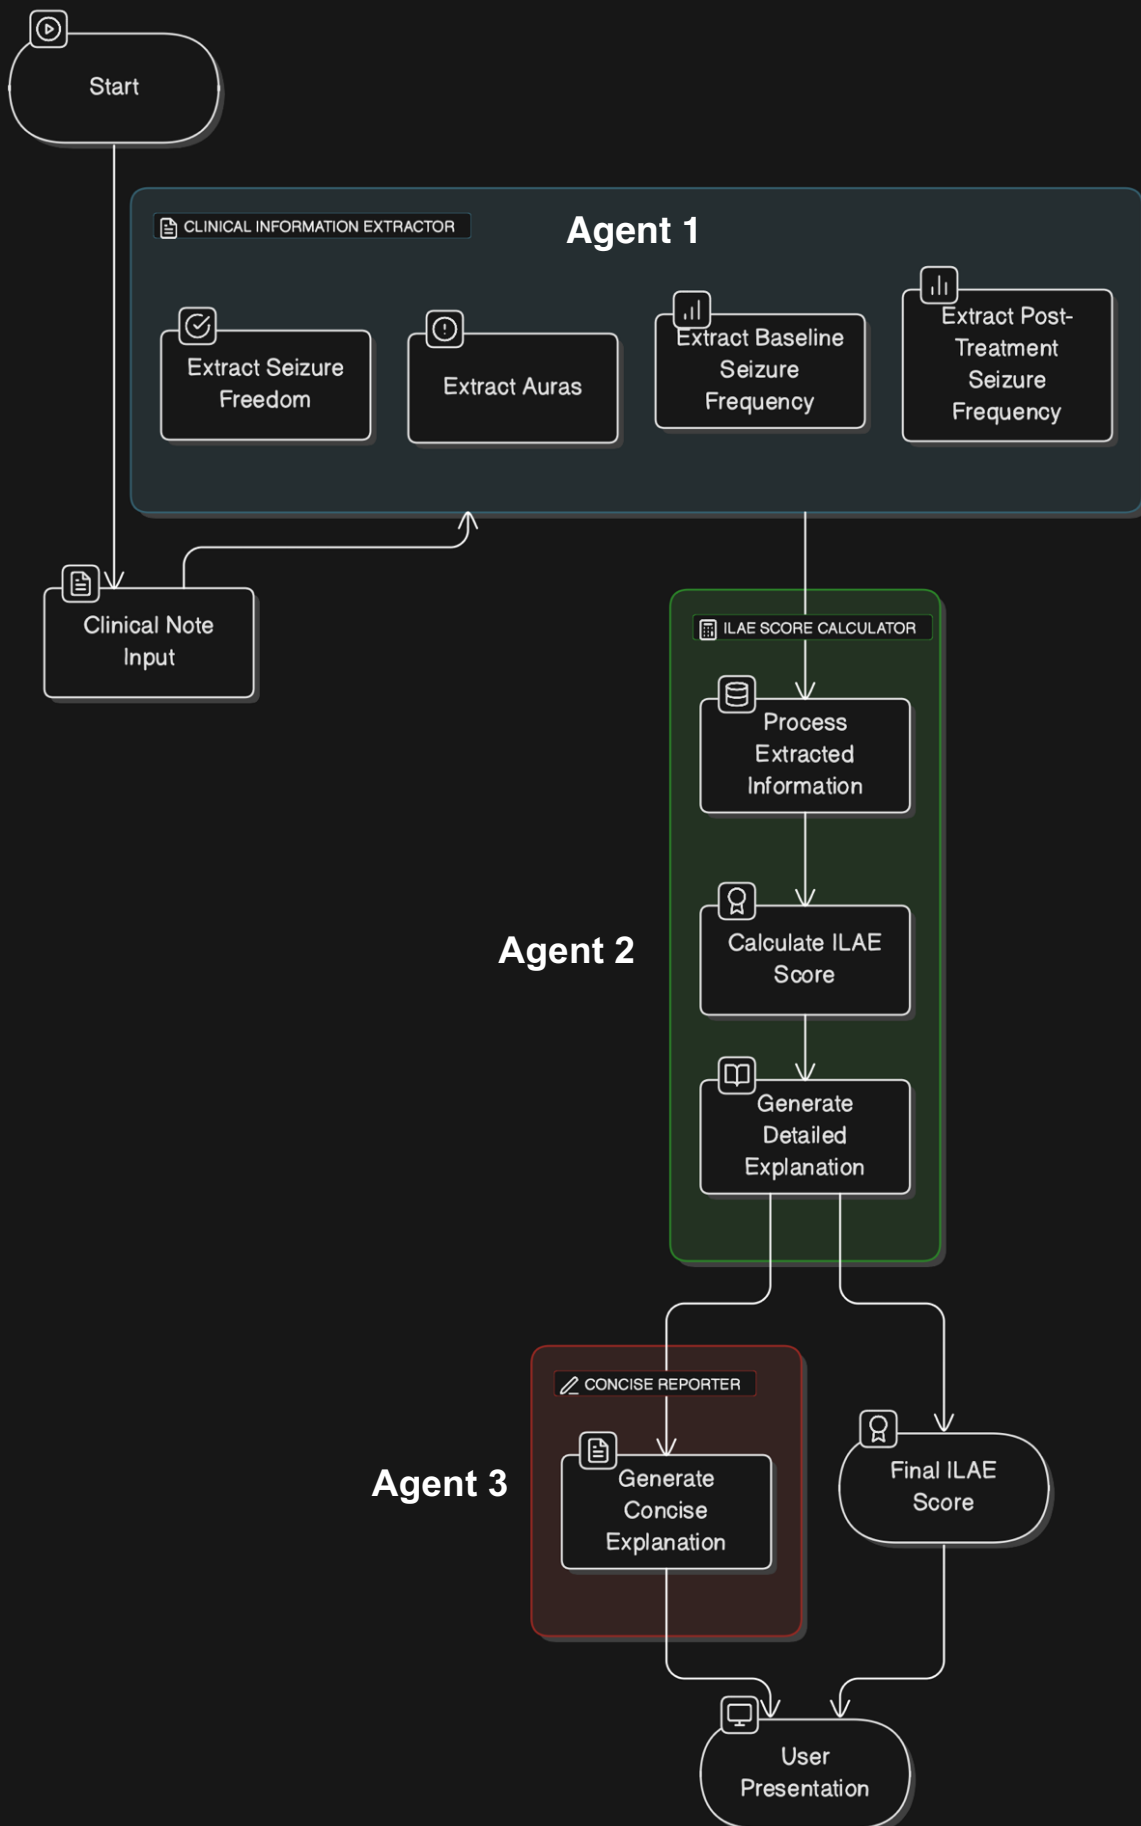 Start
CLINICAL INFORMATION EXTRACTOR
Agent 1
Extract Seizure
Freedom
Extract Auras
Extract Baseline
Seizure
Frequency
Extract Post-
Treatment
Seizure
Frequency
Clinical Note
Input
ILAE SCORE CALCULATOR
Process
Extracted
Information
Agent 2
Calculate ILAE
Score
Generate
Detailed
Explanation
CONCISE REPORTER
Agent 3
Generate
Concise
Explanation
Final ILAE
Score
User
Presentation